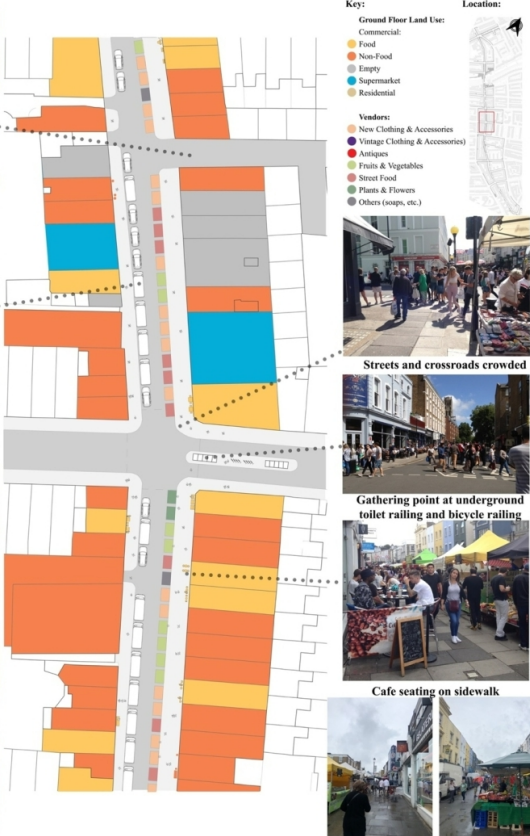 Key:
Location:
Ground Floor Land Use:
Commercial:
Food
Non-Food
Empty
Supermarket
Residential
Vendors:
New Clothing & Accessories
Vintage Clothing & Accessories)
Antiques
Fruits & Vegetables
Street Food
Plants & Flowers
Others (soaps, etc.)
Streets and crossroads crowded
Gathering point at underground
toilet railing and bicycle railing
Cafe seating on sidewalk